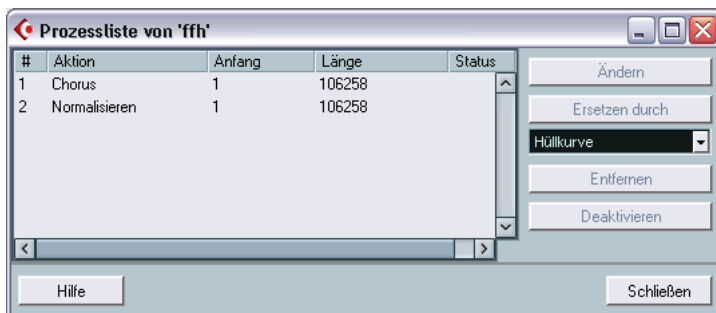 Prozessliste von 'ffh'
# Aktion Anfang Länge Status
1 Chorus 1 106258
2 Normalisieren 1 106258
Ändern
Ersetzen durch
Hüllkurve
Entfernen
Deaktivieren
Hilfe
Schließen